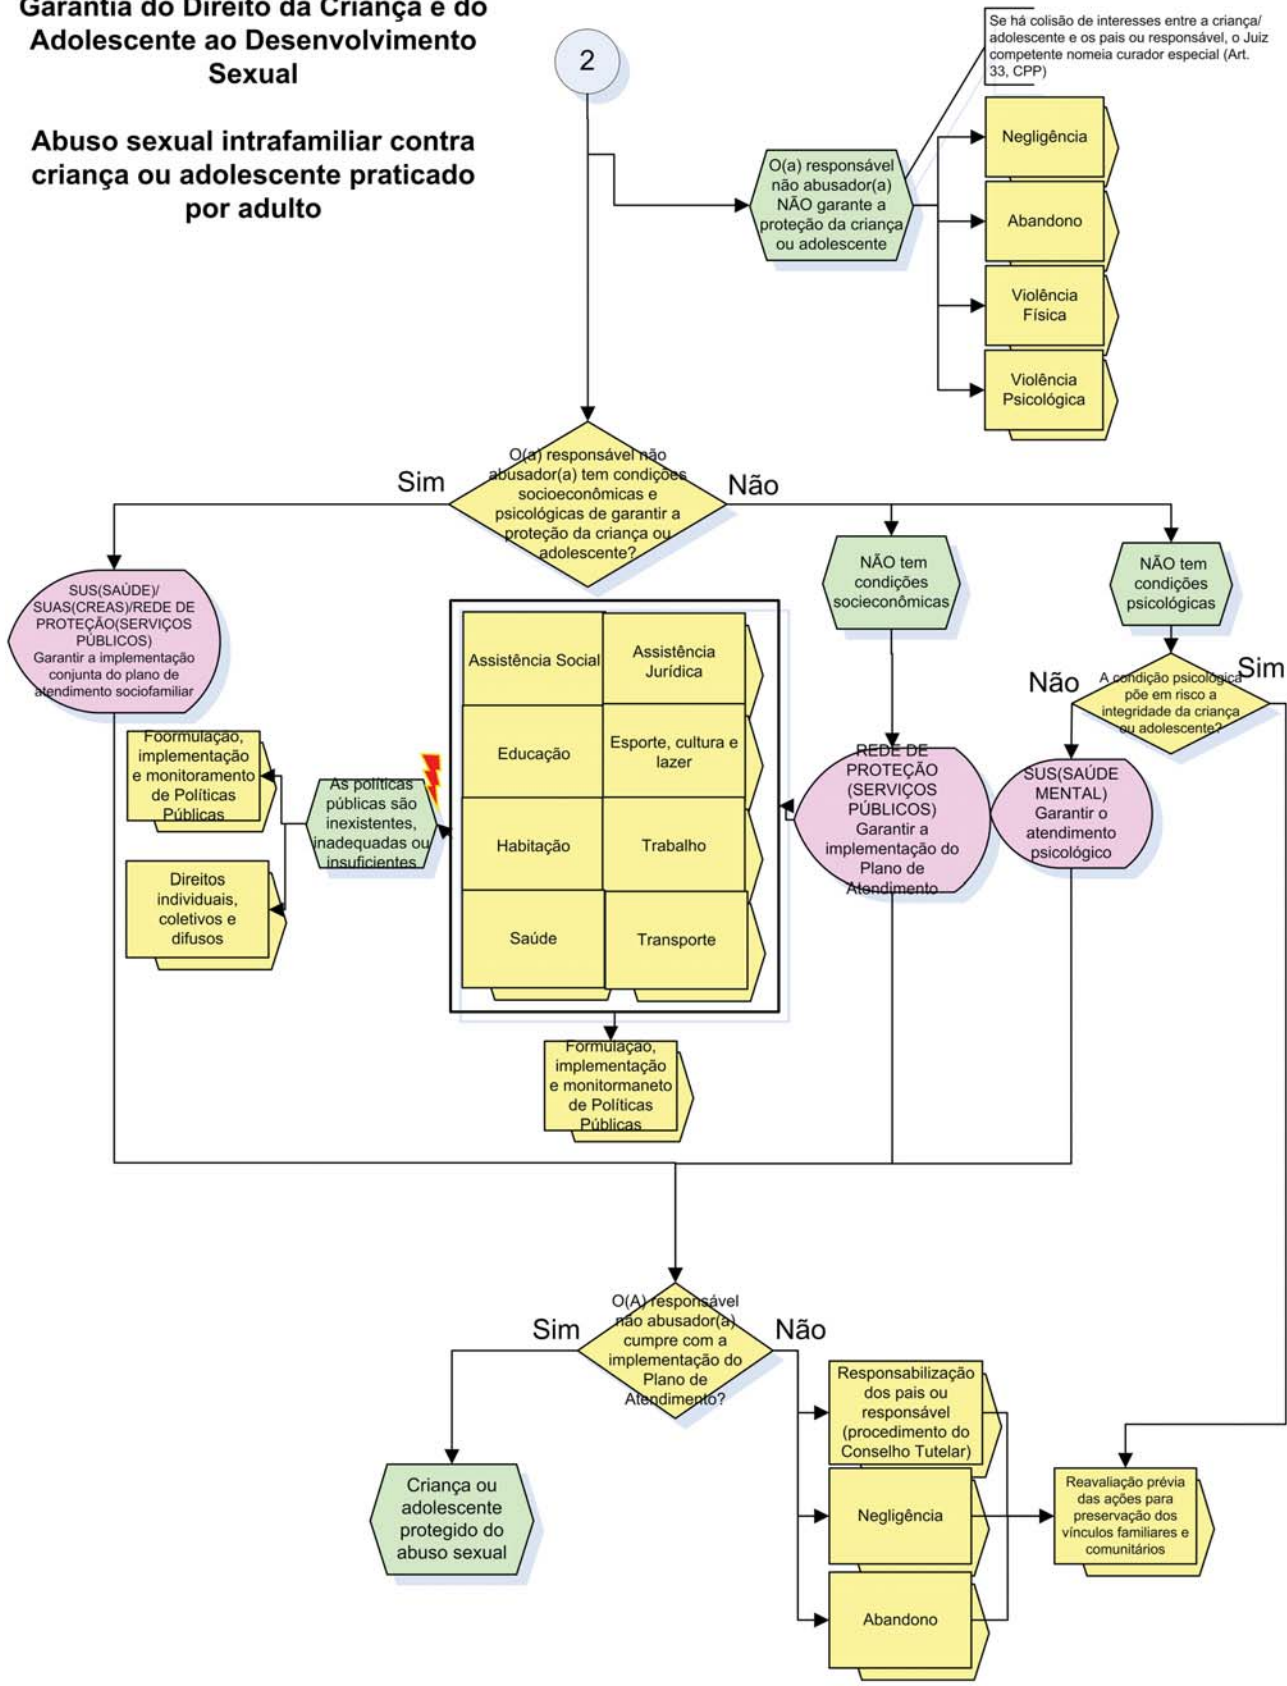 Garantia do Direito da Criança e do
Adolescente ao Desenvolvimento
Sexual
Abuso sexual intrafamiliar contra
criança ou adolescente praticado
por adulto
2
Se há colisão de interesses entre a criança/
adolescente e os pais ou responsável, o Juiz
competente nomeia curador especial (Art.
33, CPP)
O(a) responsável
não abusador(a)
NÃO garante a
proteção da criança
ou adolescente
Negligência
Abandono
Violência
Física
Violência
Psicológica
O(a) responsável não
abusador(a) tem condições
socioeconômicas e
psicológicas de garantir a
proteção da criança ou
adolescente?
Sim
Não
SUS(SAÚDE)/
SUAS(CREAS)/REDE DE
PROTEÇÃO(SERVIÇOS
PÚBLICOS)
Garantir a implementação
conjunta do plano de
atendimento sociofamiliar
NÃO tem
condições
socieconômicas
NÃO tem
condições
psicológicas
A condição psicológica
põe em risco a
integridade da criança
ou adolescente?
Não
Sim
Foormulação,
implementação
e monitoramento
de Políticas
Públicas
Direitos
individuais,
coletivos e
difusos
As políticas
públicas são
inexistentes,
inadequadas ou
insuficientes
Assistência Social
Assistência
Jurídica
Educação
Esporte, cultura e
lazer
Habitação
Trabalho
Saúde
Transporte
REDE DE
PROTEÇÃO
(SERVIÇOS
PÚBLICOS)
Garantir a
implementação do
Plano de
Atendimento
SUS(SAÚDE
MENTAL)
Garantir o
atendimento
psicológico
Formulação,
implementação
e monitormaneto
de Políticas
Públicas
O(A) responsável
não abusador(a)
cumpre com a
implementação do
Plano de
Atendimento?
Sim
Não
Criança ou
adolescente
protegido do
abuso sexual
Responsabilização
dos pais ou
responsável
(procedimento do
Conselho Tutelar)
Negligência
Abandono
Reavaliação prévia
das ações para
preservação dos
vínculos familiares e
comunitários